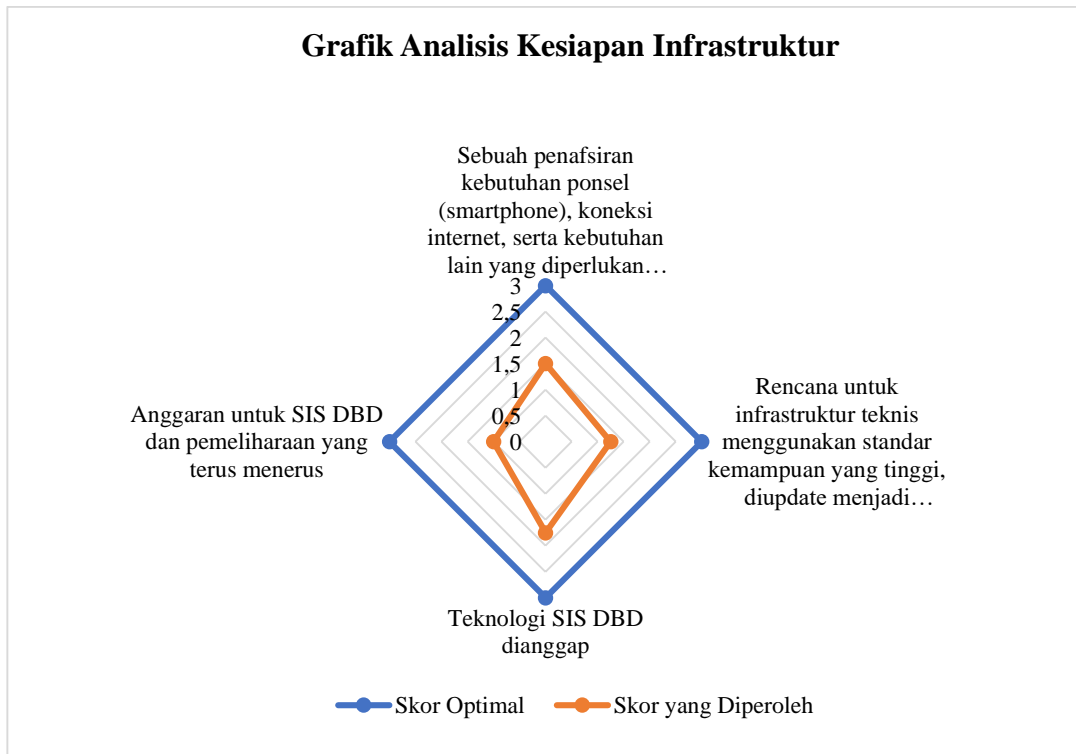 Grafik Analisis Kesiapan Infrastruktur
Sebuah penafsiran
kebutuhan ponsel
(smartphone), koneksi
internet, serta kebutuhan
lain yang diperlukan…
3
2,5
2
1,5
1
0,5
0
Rencana untuk
infrastruktur teknis
menggunakan standar
kemampuan yang tinggi,
diupdate menjadi…
Anggaran untuk SIS DBD
dan pemeliharaan yang
terus menerus
Teknologi SIS DBD
dianggap
Skor Optimal
Skor yang Diperoleh